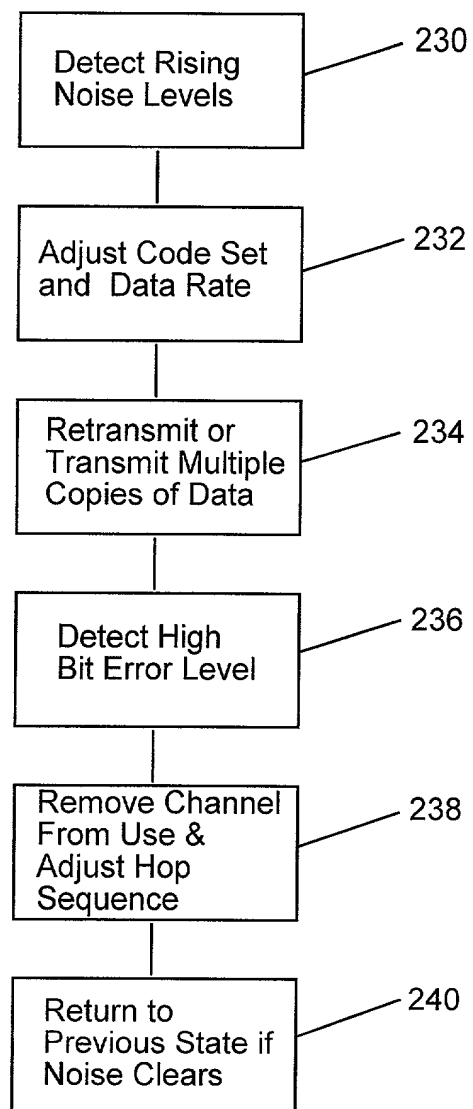 Detect Rising
Noise Levels
230
Adjust Code Set
and Data Rate
232
Retransmit or
Transmit Multiple
Copies of Data
234
Detect High
Bit Error Level
236
Remove Channel
From Use &
Adjust Hop
Sequence
238
Return to
Previous State if
Noise Clears
240